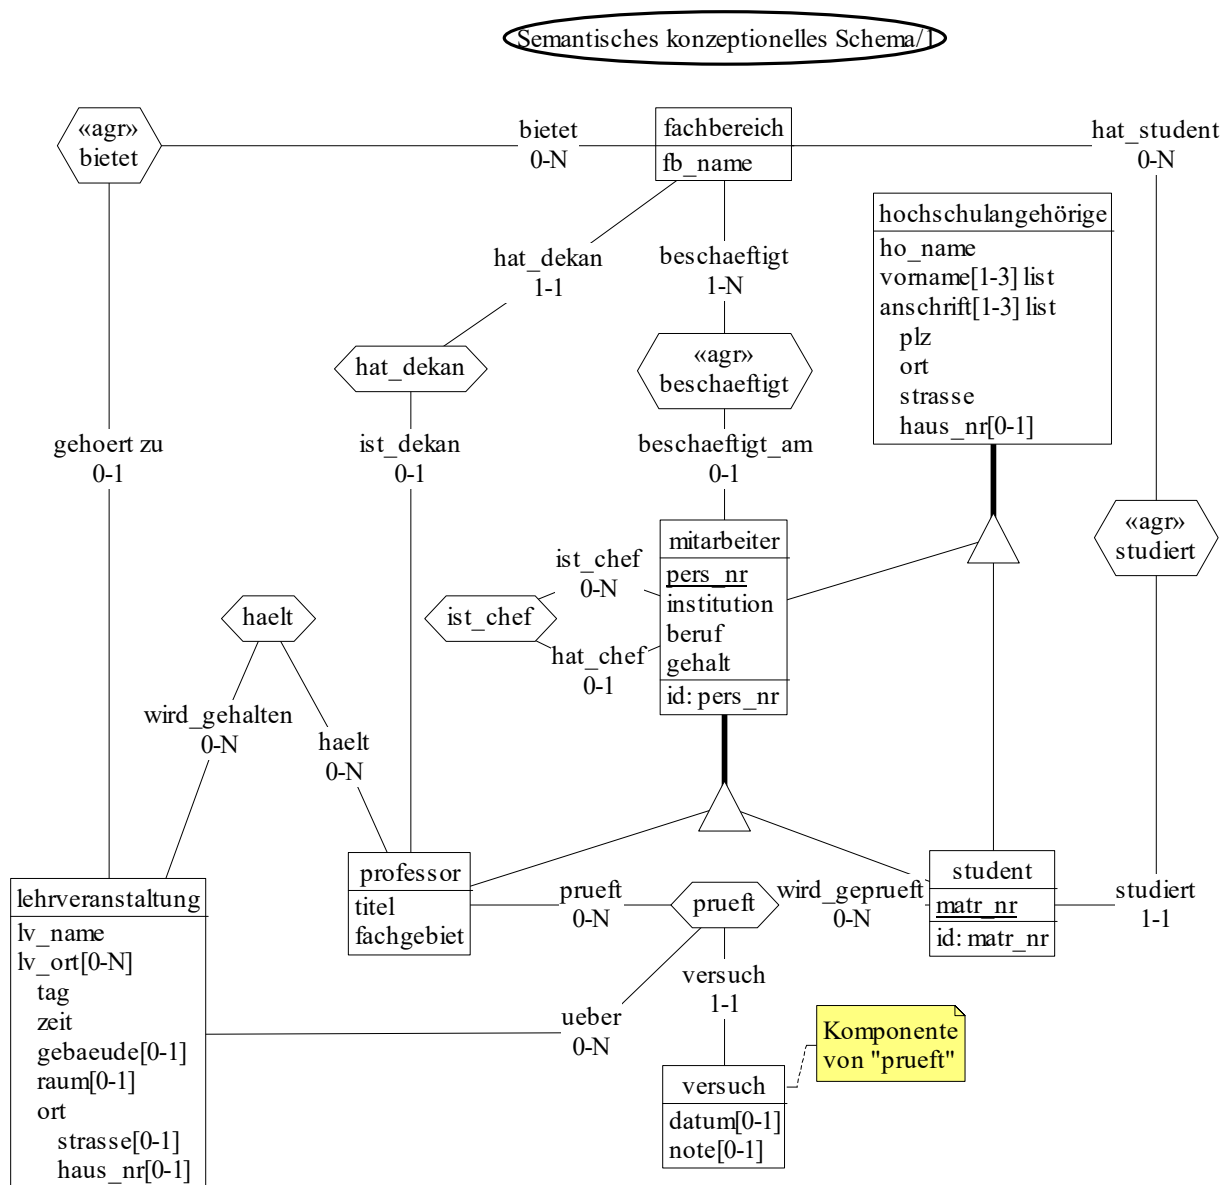 Semantisches konzeptionelles Schema/1
«agr»
bietet
bietet
0-N
fachbereich
fb_name
hat_student
0-N
hochschulangehörige
ho_name
vorname[1-3] list
anschrift[1-3] list
plz
ort
strasse
haus_nr[0-1]
hat_dekan
1-1
beschaeftigt
1-N
hat_dekan
«agr»
beschaeftigt
gehoert zu
0-1
ist_dekan
0-1
beschaeftigt_am
0-1
«agr»
studiert
mitarbeiter
pers_nr
institution
beruf
gehalt
id: pers_nr
ist_chef
0-N
ist_chef
hat_chef
0-1
haelt
wird_gehalten
0-N
haelt
0-N
professor
titel
fachgebiet
prueft
0-N
prueft
wird_geprueft
0-N
student
matr_nr
id: matr_nr
studiert
1-1
lehrveranstaltung
lv_name
lv_ort[0-N]
tag
zeit
gebaeude[0-1]
raum[0-1]
ort
strasse[0-1]
haus_nr[0-1]
versuch
1-1
ueber
0-N
Komponente
von "prueft"
versuch
datum[0-1]
note[0-1]